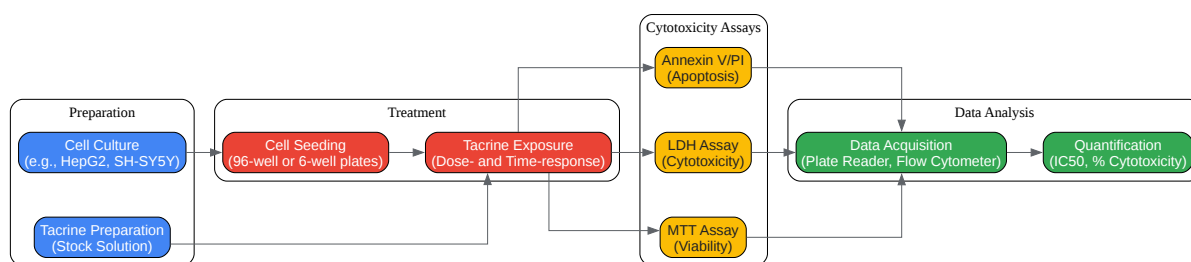 Preparation
Cell Culture
(e.g., HepG2, SH-SY5Y)
Tacrine Preparation
(Stock Solution)
Treatment
Cell Seeding
(96-well or 6-well plates)
Tacrine Exposure
(Dose- and Time-response)
Cytotoxicity Assays
Annexin V/PI
(Apoptosis)
LDH Assay
(Cytotoxicity)
MTT Assay
(Viability)
Data Analysis
Data Acquisition
(Plate Reader, Flow Cytometer)
Quantification
(IC50, % Cytotoxicity)